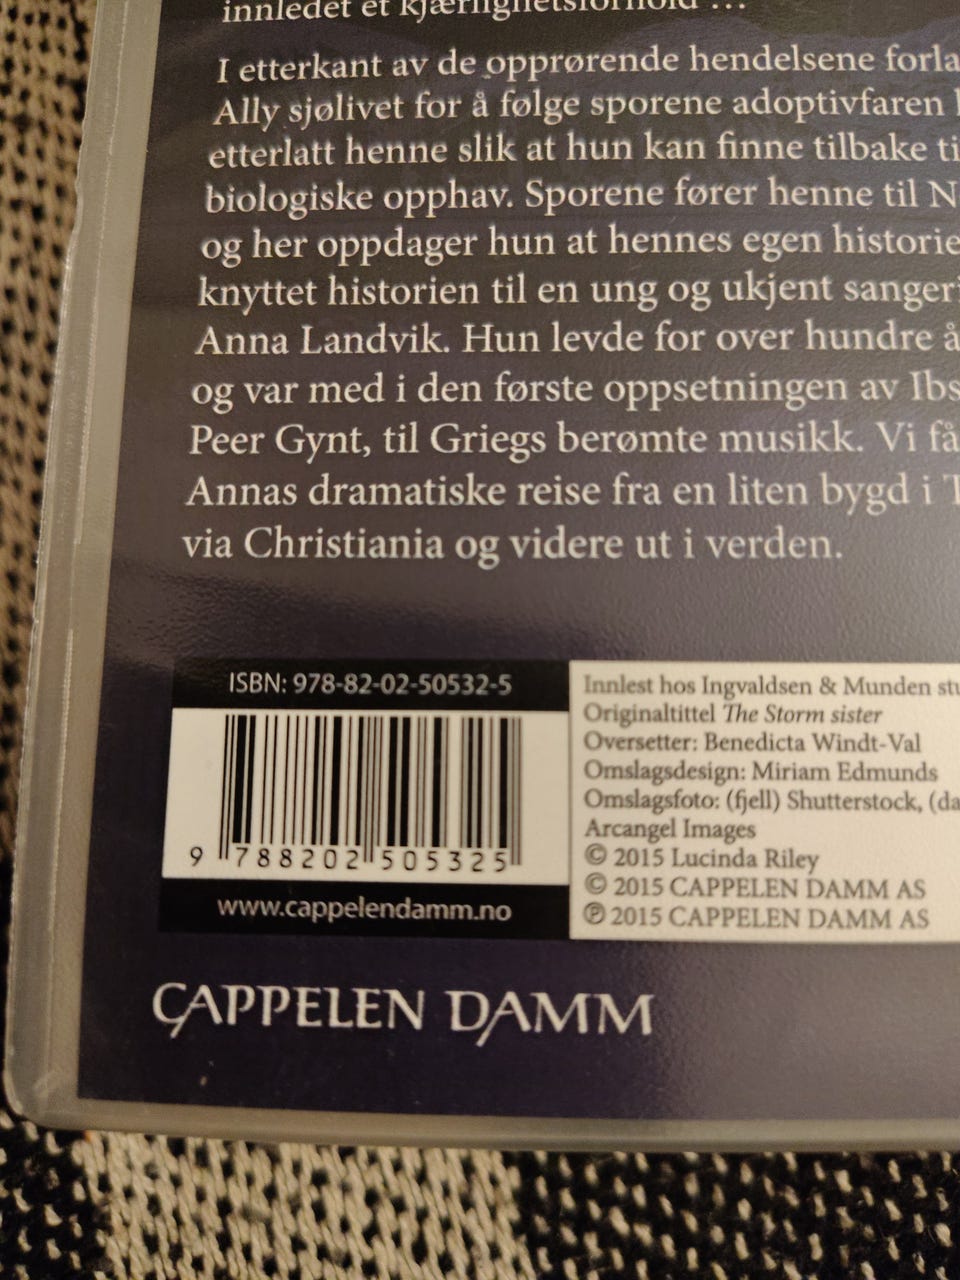 innledet et kjærlighetsforhold ...
I etterkant av de opprørende hendelsene forla
Ally sjølivet for å følge sporene adoptivfaren
etterlatt henne slik at hun kan finne tilbake ti
biologiske opphav. Sporene fører henne til N
og her oppdager hun at hennes egen historie
knyttet historien til en ung og ukjent sangeri
Anna Landvik. Hun levde for over hundre å
og var med i den første oppsetningen av Ibs
Peer Gynt, til Griegs berømte musikk. Vi få
Annas dramatiske reise fra en liten bygd i T
via Christiania og videre ut i verden.
ISBN: 978-82-02-50532-5
9 788202 505325
www.cappelendamm.no
Innlest hos Ingvaldsen & Munden stu
Originaltittel The Storm sister
Oversetter: Benedicta Windt-Val
Omslagsdesign: Miriam Edmunds
Omslagsfoto: (fjell) Shutterstock, (da
Arcangel Images
© 2015 Lucinda Riley
© 2015 CAPPELEN DAMM AS
℗ 2015 CAPPELEN DAMM AS
CAPPELEN DAMM